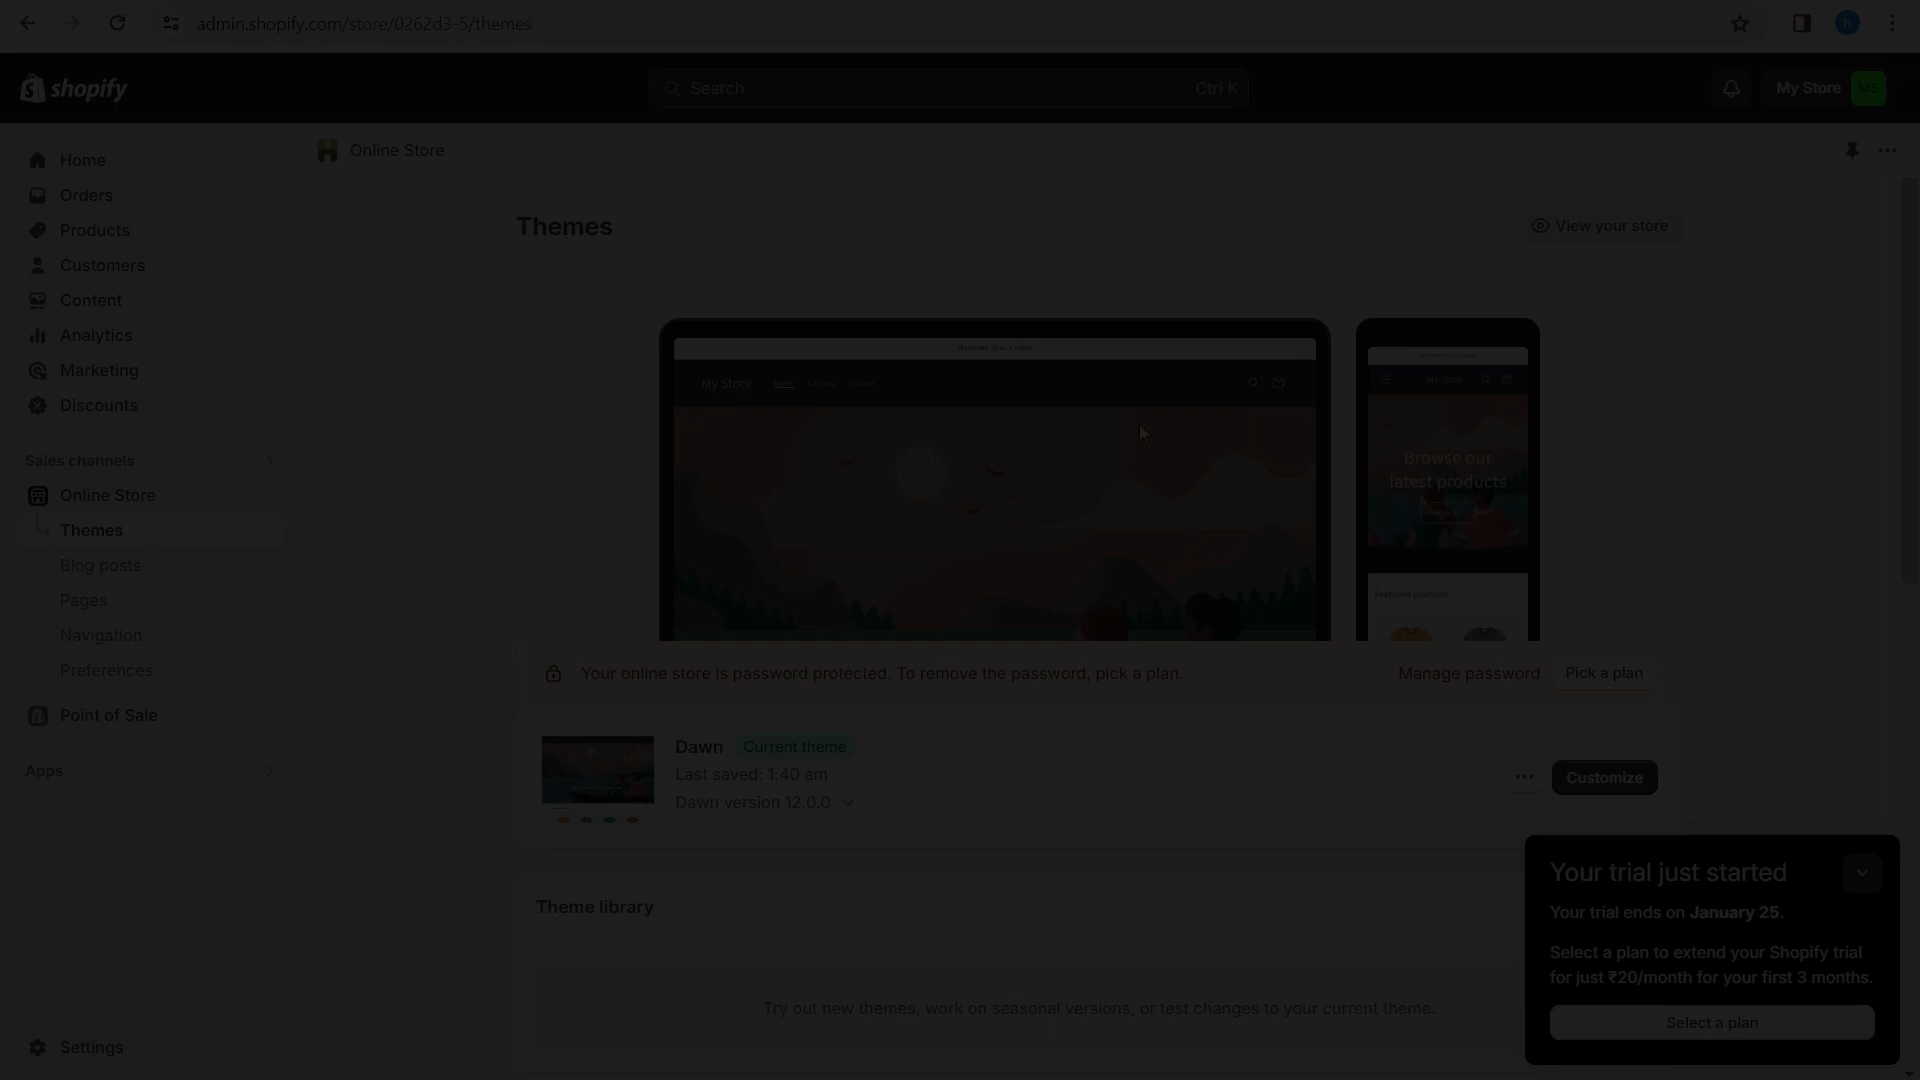 admin.shopify.com/store/0262d3-5/themes
h
shopify
Search
Ctrl K
My Store
MS
Home
Orders
Products
Customers
Content
Analytics
Marketing
Discounts
Sales channels
Online Store
Themes
Blog posts
Pages
Navigation
Preferences
Point of Sale
Apps
Settings
Online Store
Themes
View your store
My Store
Home
My Store
Browse our
latest products
Featured products
Your online store is password protected. To remove the password, pick a plan.
Manage password
Pick a plan
Dawn
Current theme
Last saved: 1:40 am
Dawn version 12.0.0
Customize
Theme library
Try out new themes, work on seasonal versions, or test changes to your current theme.
Your trial just started
Your trial ends on January 25.
Select a plan to extend your Shopify trial
for just ₹20/month for your first 3 months.
Select a plan